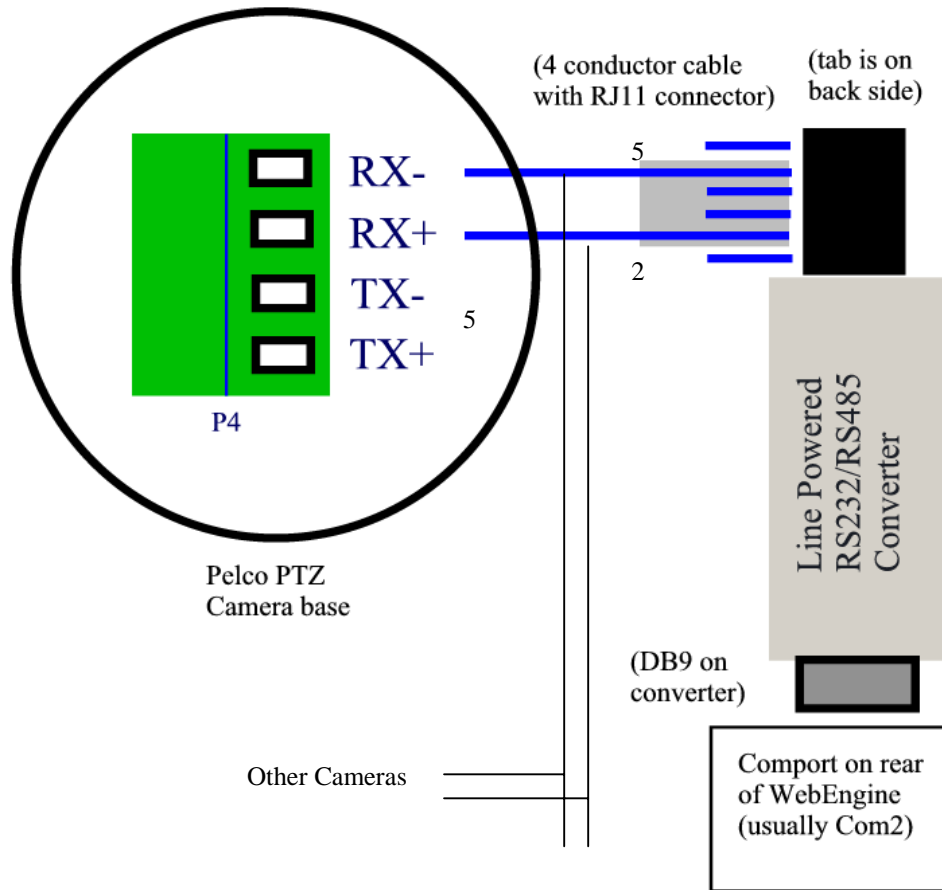 (4 conductor cable
with RJ11 connector)
(tab is on
back side)
5
RX-
RX+
2
TX-
5
TX+
P4
Line Powered
RS232/RS485
Converter
Pelco PTZ
Camera base
(DB9 on
converter)
Other Cameras
Comport on rear
of WebEngine
(usually Com2)